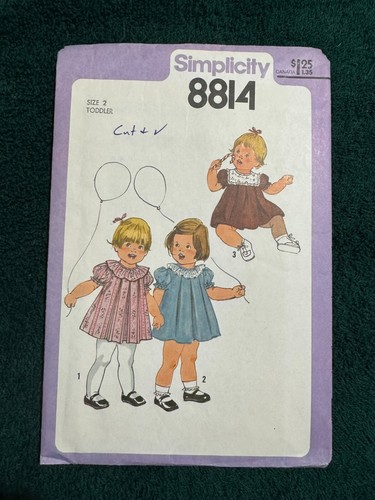 Simplicity
$1.25
CANADA 1.35
8814
SIZE 2
TODDLER
Cut + ✓
3
1
2